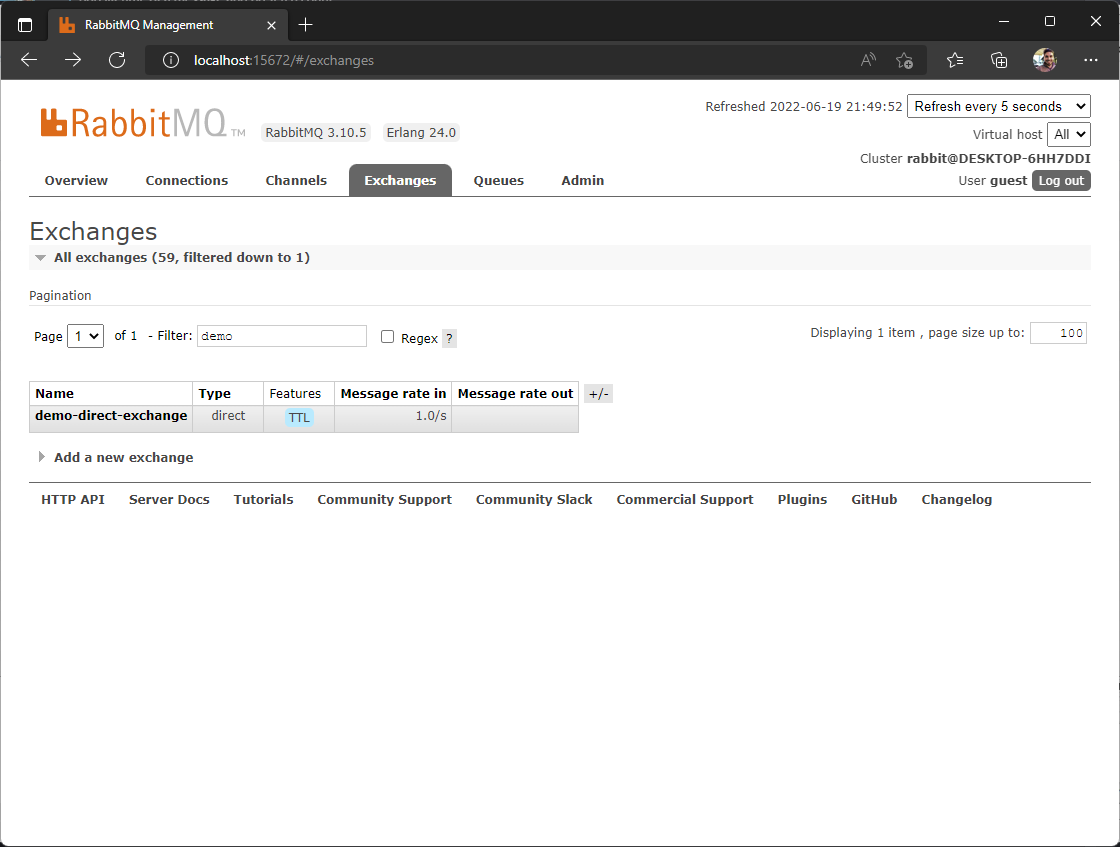 RabbitMQ Management
localhost:15672/#/exchanges
RabbitMQ TM RabbitMQ 3.10.5 Erlang 24.0
Refreshed 2022-06-19 21:49:52 Refresh every 5 seconds
Virtual host All
Cluster rabbit@DESKTOP-6HH7DDI
User guest Log out
Overview Connections Channels Exchanges Queues Admin
Exchanges
All exchanges (59, filtered down to 1)
Pagination
Page 1 of 1 - Filter: demo Regex ? Displaying 1 item , page size up to: 100
Name Type Features Message rate in Message rate out +/-
demo-direct-exchange direct TTL 1.0/s
Add a new exchange
HTTP API Server Docs Tutorials Community Support Community Slack Commercial Support Plugins GitHub Changelog